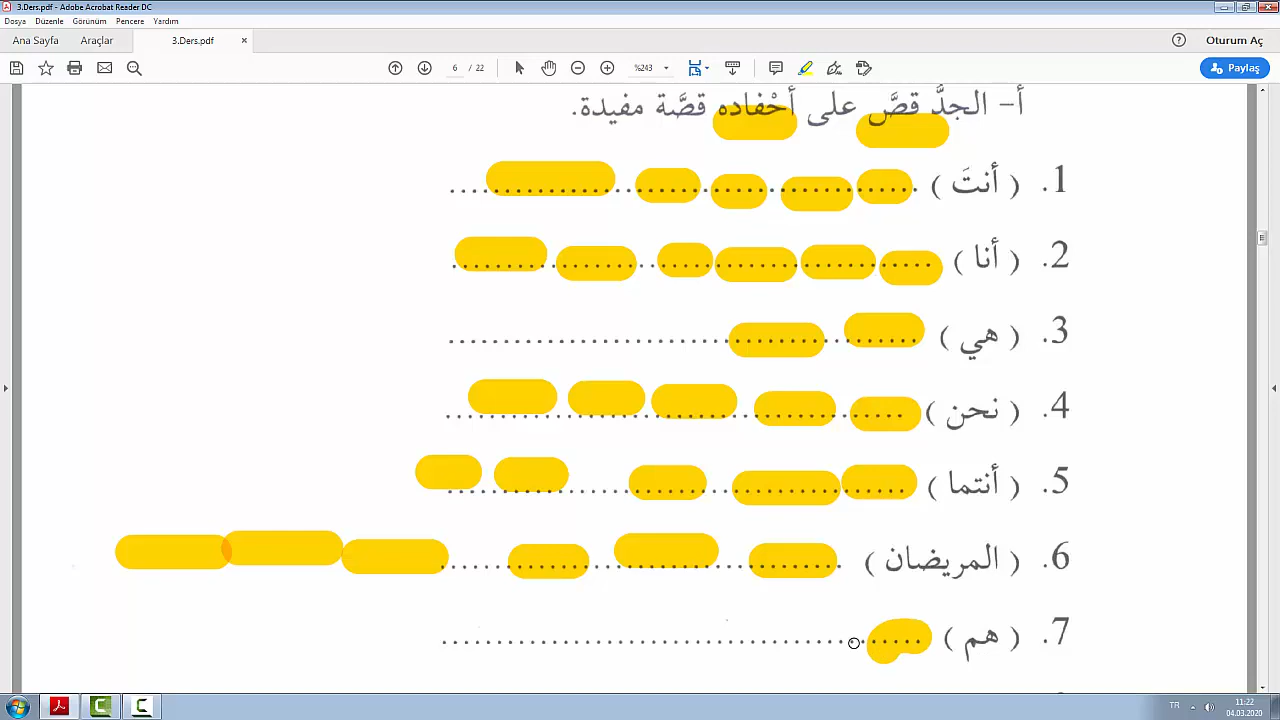 3.Ders.pdf - Adobe Acrobat Reader DC
Dosya Düzenle Görünüm Pencere Yardım
Ana Sayfa Araçlar 3.Ders.pdf × Oturum Aç
6 / 22 %243 Paylaş
أ- الجدُّ قصَّ على أحْفاده قصَّة مفيدة.
1. ( أنتَ ) ........................................
2. ( أنا ) ........................................
3. ( هي ) ........................................
4. ( نحن ) ........................................
5. ( أنتما ) ........................................
6. ( المريضان ) ........................................
7. ( هم ) ........................................
TR 11:22
04.03.2020